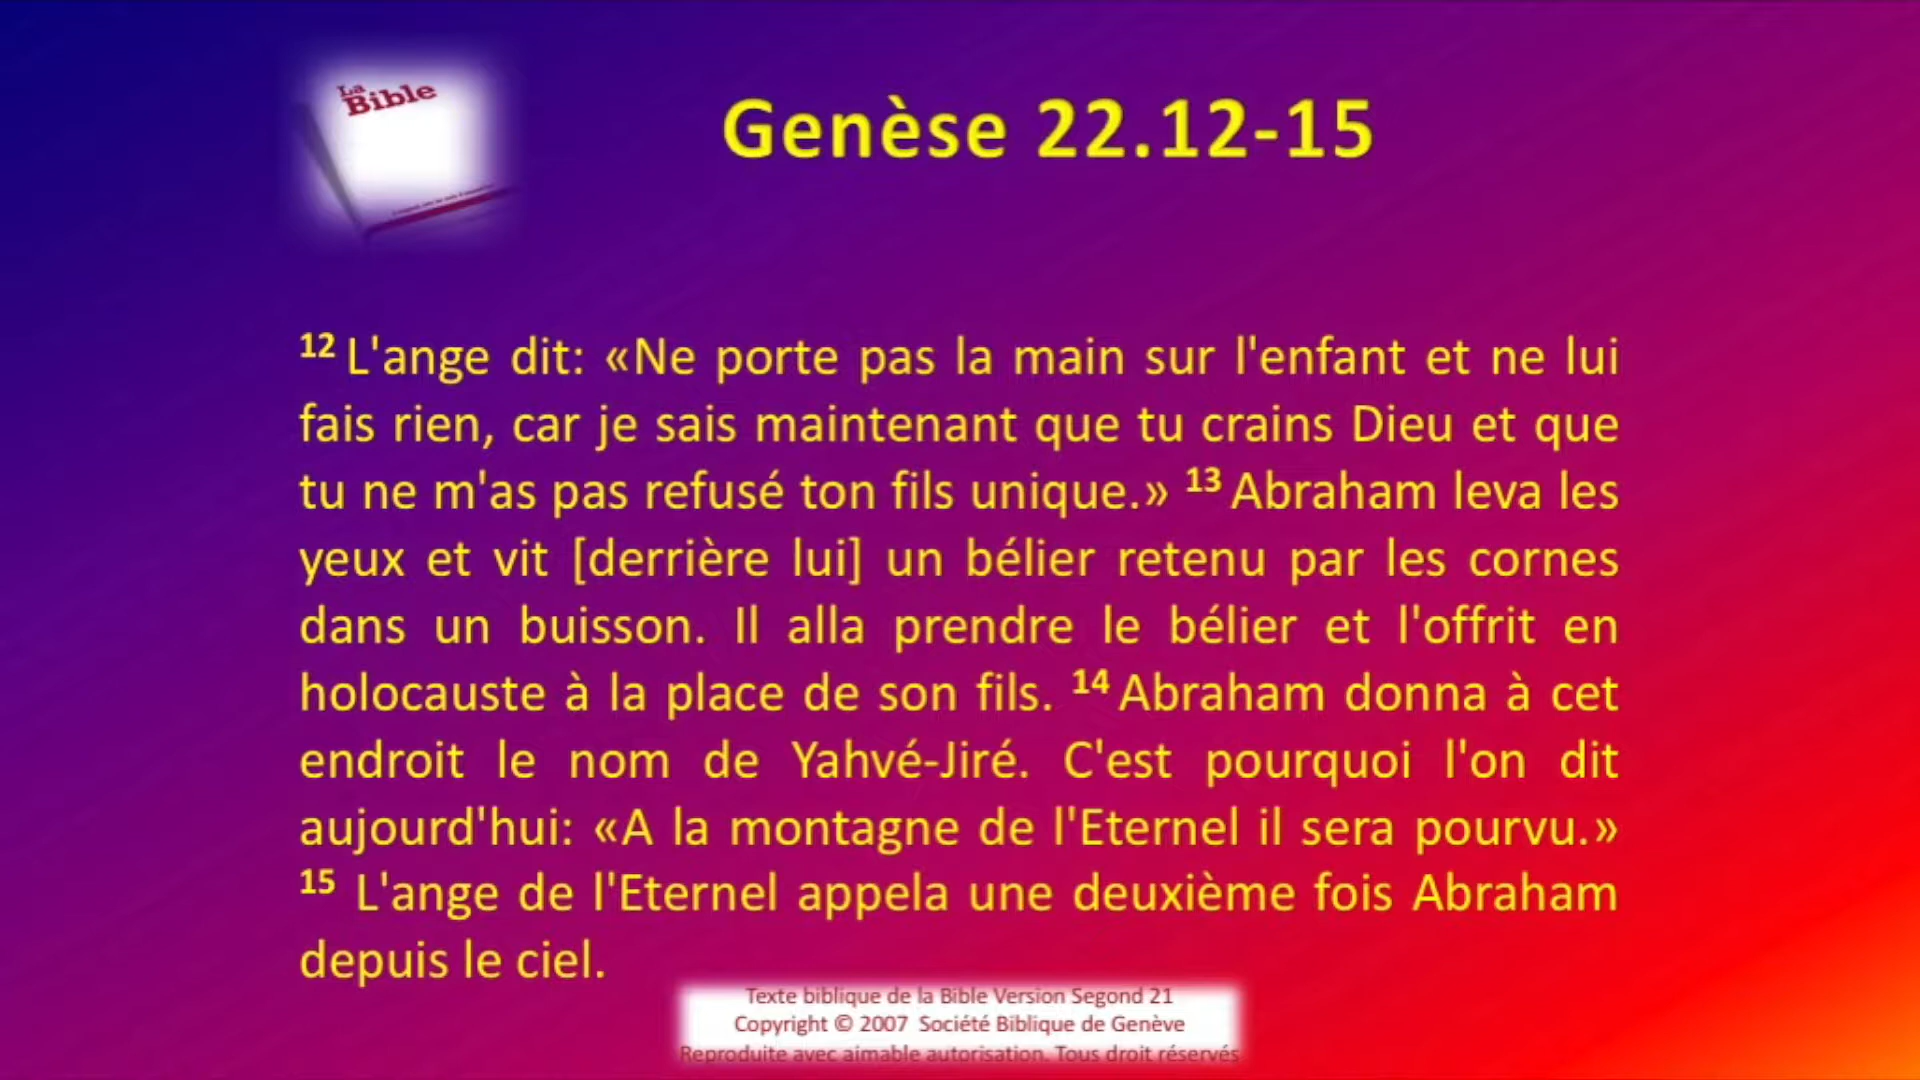 La
Bible
Genèse 22.12-15
12 L'ange dit: «Ne porte pas la main sur l'enfant et ne lui
fais rien, car je sais maintenant que tu crains Dieu et que
tu ne m'as pas refusé ton fils unique.» 13 Abraham leva les
yeux et vit [derrière lui] un bélier retenu par les cornes
dans un buisson. Il alla prendre le bélier et l'offrit en
holocauste à la place de son fils. 14 Abraham donna à cet
endroit le nom de Yahvé-Jiré. C'est pourquoi l'on dit
aujourd'hui: «A la montagne de l'Eternel il sera pourvu.»
15 L'ange de l'Eternel appela une deuxième fois Abraham
depuis le ciel.
Texte biblique de la Bible Version Segond 21
Copyright © 2007 Société Biblique de Genève
Reproduite avec aimable autorisation. Tous droit réservés